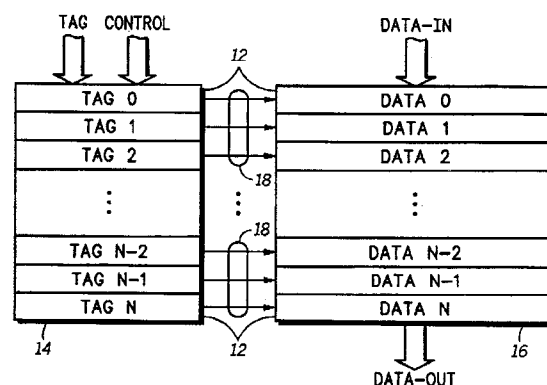 TAG CONTROL DATA-IN
12
TAG 0 DATA 0
TAG 1 DATA 1
TAG 2 DATA 2
18
⋮ ⋮ ⋮
18
TAG N-2 DATA N-2
TAG N-1 DATA N-1
TAG N DATA N
14 12 16
DATA-OUT